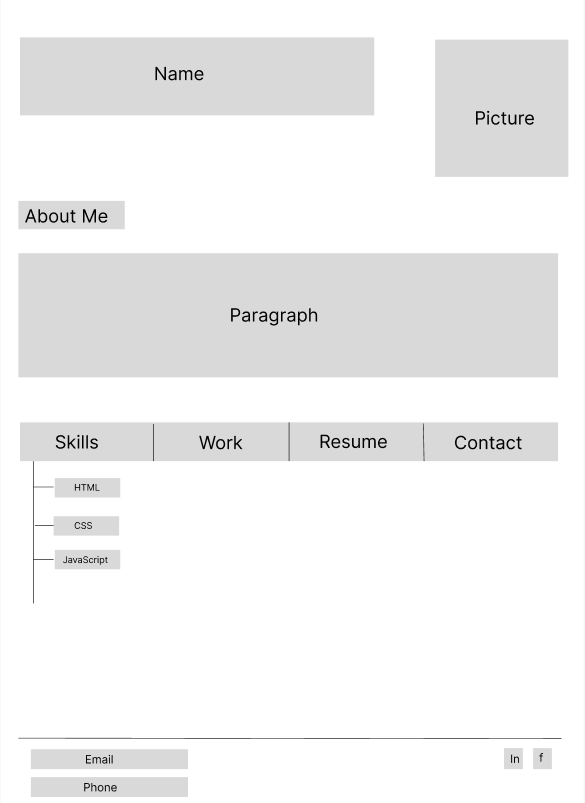 Name
Picture
About Me
Paragraph
Skills Work Resume Contact
HTML
CSS
JavaScript
Email In f
Phone